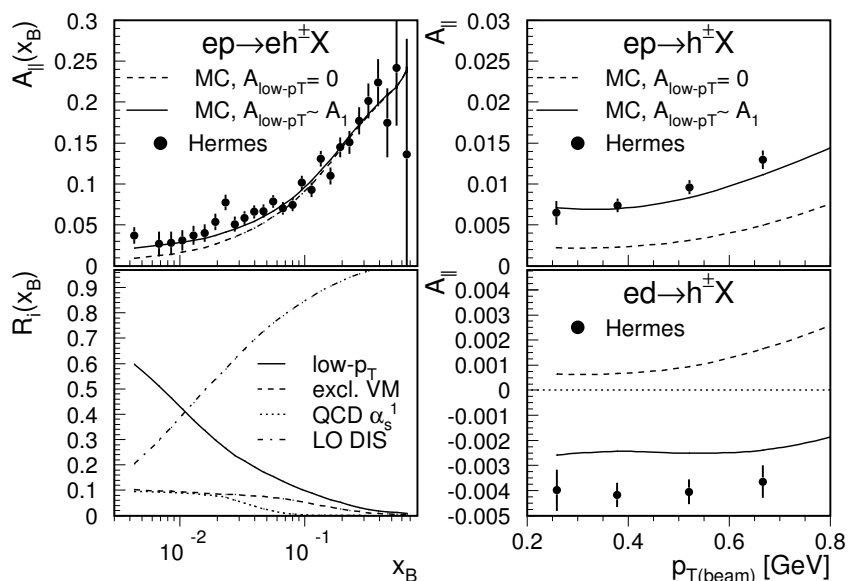 A||(x_B)
ep→eh±X
MC, A_low-pT = 0
MC, A_low-pT ~ A_1
Hermes
0.3
0.25
0.2
0.15
0.1
0.05
0
A||
ep→h±X
MC, A_low-pT = 0
MC, A_low-pT ~ A_1
Hermes
0.03
0.025
0.02
0.015
0.01
0.005
0
R_i(x_B)
0.9
0.8
0.7
0.6
0.5
0.4
0.3
0.2
0.1
0
low-p_T
excl. VM
QCD α_s^1
LO DIS
10^-2
10^-1
x_B
A||
ed→h±X
Hermes
0.004
0.003
0.002
0.001
0
-0.001
-0.002
-0.003
-0.004
-0.005
0.2
0.4
0.6
0.8
p_T(beam) [GeV]